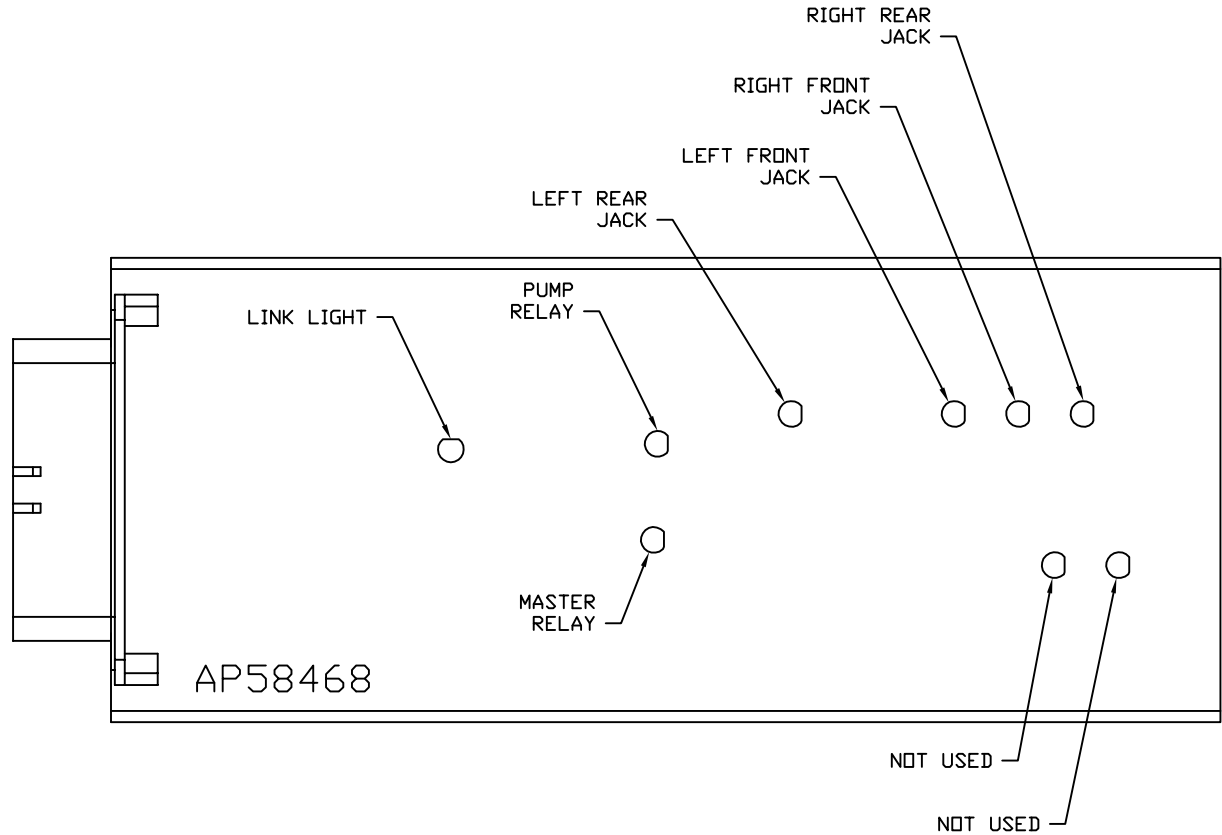 RIGHT REAR
JACK
RIGHT FRONT
JACK
LEFT FRONT
JACK
LEFT REAR
JACK
PUMP
RELAY
LINK LIGHT
MASTER
RELAY
AP58468
NOT USED
NOT USED